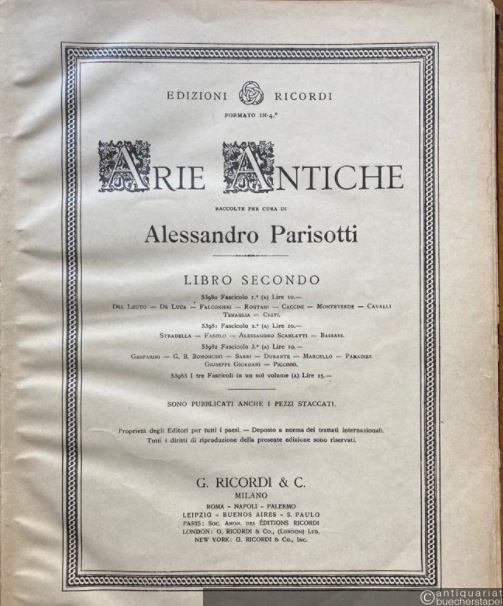 EDIZIONI RICORDI
FORMATO IN-4.º
ARIE ANTICHE
RACCOLTE PER CURA DI
Alessandro Parisotti
LIBRO SECONDO
53980 Fascicolo 1.º (A) Lire 10.—
DEL LEUTO — DE LUCA — FALCONIERI — RONTANI — CACCINI — MONTEVERDE — CAVALLI
TENAGLIA — CESTI.
53981 Fascicolo 2.º (A) Lire 10.—
STRADELLA — FASOLO — ALESSANDRO SCARLATTI — BASSANI.
53982 Fascicolo 3.º (A) Lire 10.—
GASPARINI — G. B. BONONCINI — SARRI — DURANTE — MARCELLO — PARADIES
GIUSEPPE GIORDANI — PICCINNI.
53983 I tre Fascicoli in un sol volume (A) Lire 25.—
SONO PUBBLICATI ANCHE I PEZZI STACCATI.
Proprietà degli Editori per tutti i paesi. — Deposto a norma dei trattati internazionali.
Tutti i diritti di riproduzione della presente edizione sono riservati.
G. RICORDI & C.
MILANO
ROMA - NAPOLI - PALERMO
LEIPZIG - BUENOS AIRES - S. PAULO
PARIS: SOC. ANON. DES ÉDITIONS RICORDI
LONDON: G. RICORDI & CO., (LONDON) LTD.
NEW YORK: G. RICORDI & CO., INC.
©antiquariat
buecherstapel